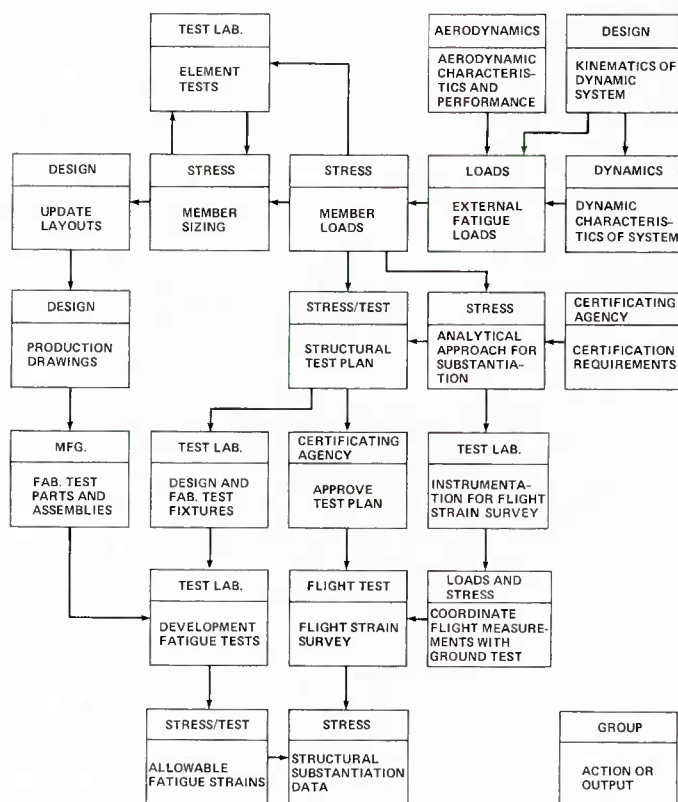 TEST LAB.
ELEMENT TESTS
AERODYNAMICS
AERODYNAMIC
CHARACTERIS-
TICS AND
PERFORMANCE
DESIGN
KINEMATICS OF
DYNAMIC
SYSTEM
DESIGN
UPDATE
LAYOUTS
STRESS
MEMBER
SIZING
STRESS
MEMBER
LOADS
LOADS
EXTERNAL
FATIGUE
LOADS
DYNAMICS
DYNAMIC
CHARACTERIS-
TICS OF SYSTEM
DESIGN
PRODUCTION
DRAWINGS
STRESS/TEST
STRUCTURAL
TEST PLAN
STRESS
ANALYTICAL
APPROACH FOR
SUBSTANTIA-
TION
CERTIFICATING
AGENCY
CERTIFICATION
REQUIREMENTS
MFG.
FAB. TEST
PARTS AND
ASSEMBLIES
TEST LAB.
DESIGN AND
FAB. TEST
FIXTURES
CERTIFICATING
AGENCY
APPROVE
TEST PLAN
TEST LAB.
INSTRUMENTA-
TION FOR FLIGHT
STRAIN SURVEY
TEST LAB.
DEVELOPMENT
FATIGUE TESTS
FLIGHT TEST
FLIGHT STRAIN
SURVEY
LOADS AND
STRESS
COORDINATE
FLIGHT MEASURE-
MENTS WITH
GROUND TEST
STRESS/TEST
ALLOWABLE
FATIGUE STRAINS
STRESS
STRUCTURAL
SUBSTANTIATION
DATA
GROUP
ACTION OR
OUTPUT